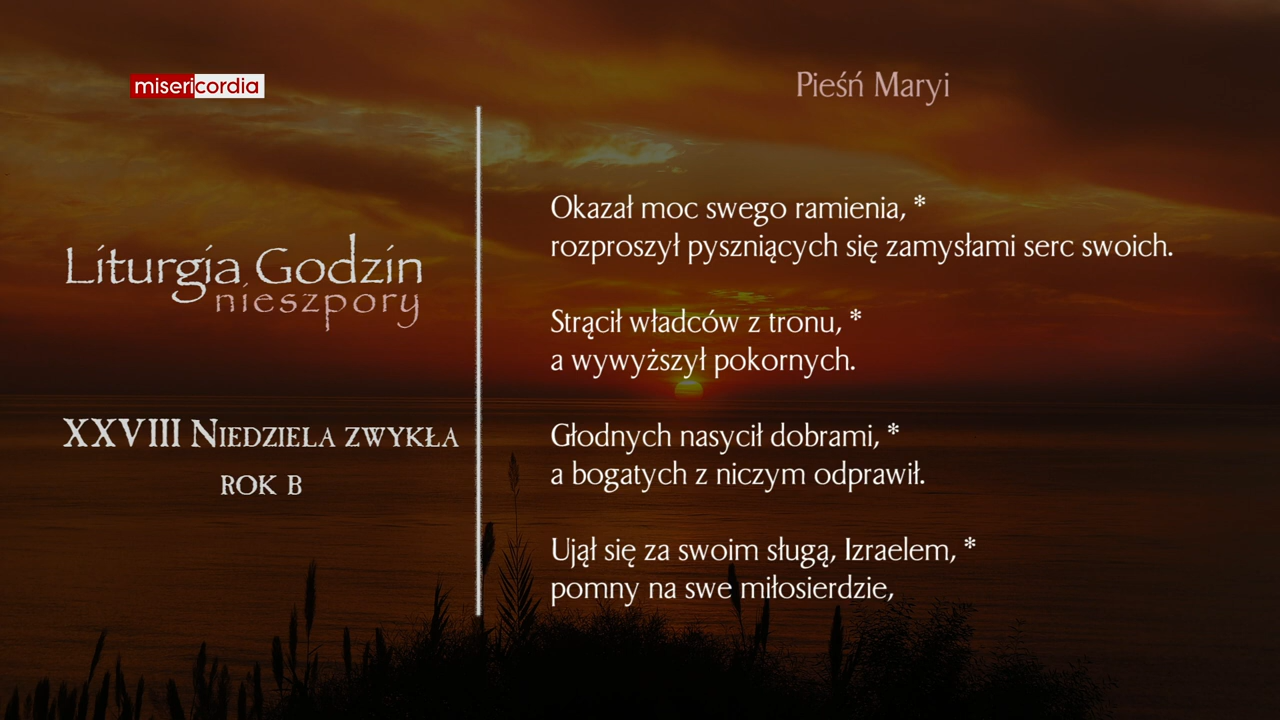 misericordia
Liturgia Godzin
nieszpory
XXVIII Niedziela zwykła
rok B
Pieśń Maryi
Okazał moc swego ramienia, *
rozproszył pyszniących się zamysłami serc swoich.
Strącił władców z tronu, *
a wywyższył pokornych.
Głodnych nasycił dobrami, *
a bogatych z niczym odprawił.
Ujął się za swoim sługą, Izraelem, *
pomny na swe miłosierdzie,